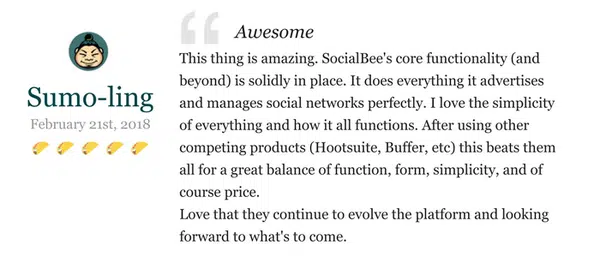 Awesome
Sumo-ling
February 21st, 2018
This thing is amazing. SocialBee's core functionality (and
beyond) is solidly in place. It does everything it advertises
and manages social networks perfectly. I love the simplicity
of everything and how it all functions. After using other
competing products (Hootsuite, Buffer, etc) this beats them
all for a great balance of function, form, simplicity, and of
course price.
Love that they continue to evolve the platform and looking
forward to what's to come.